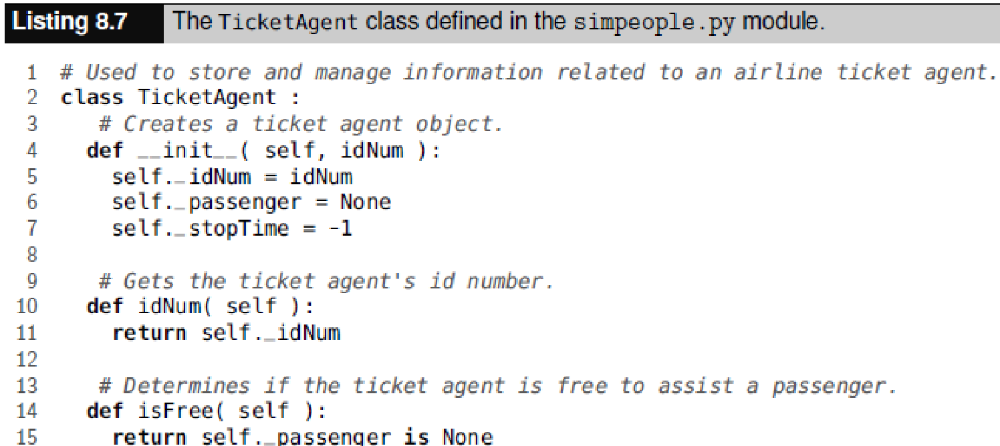 Listing 8.7 The TicketAgent class defined in the simpeople.py module.
1 # Used to store and manage information related to an airline ticket agent.
2 class TicketAgent :
3 # Creates a ticket agent object.
4 def __init__( self, idNum ):
5 self._idNum = idNum
6 self._passenger = None
7 self._stopTime = -1
8
9 # Gets the ticket agent's id number.
10 def idNum( self ):
11 return self._idNum
12
13 # Determines if the ticket agent is free to assist a passenger.
14 def isFree( self ):
15 return self._passenger is None